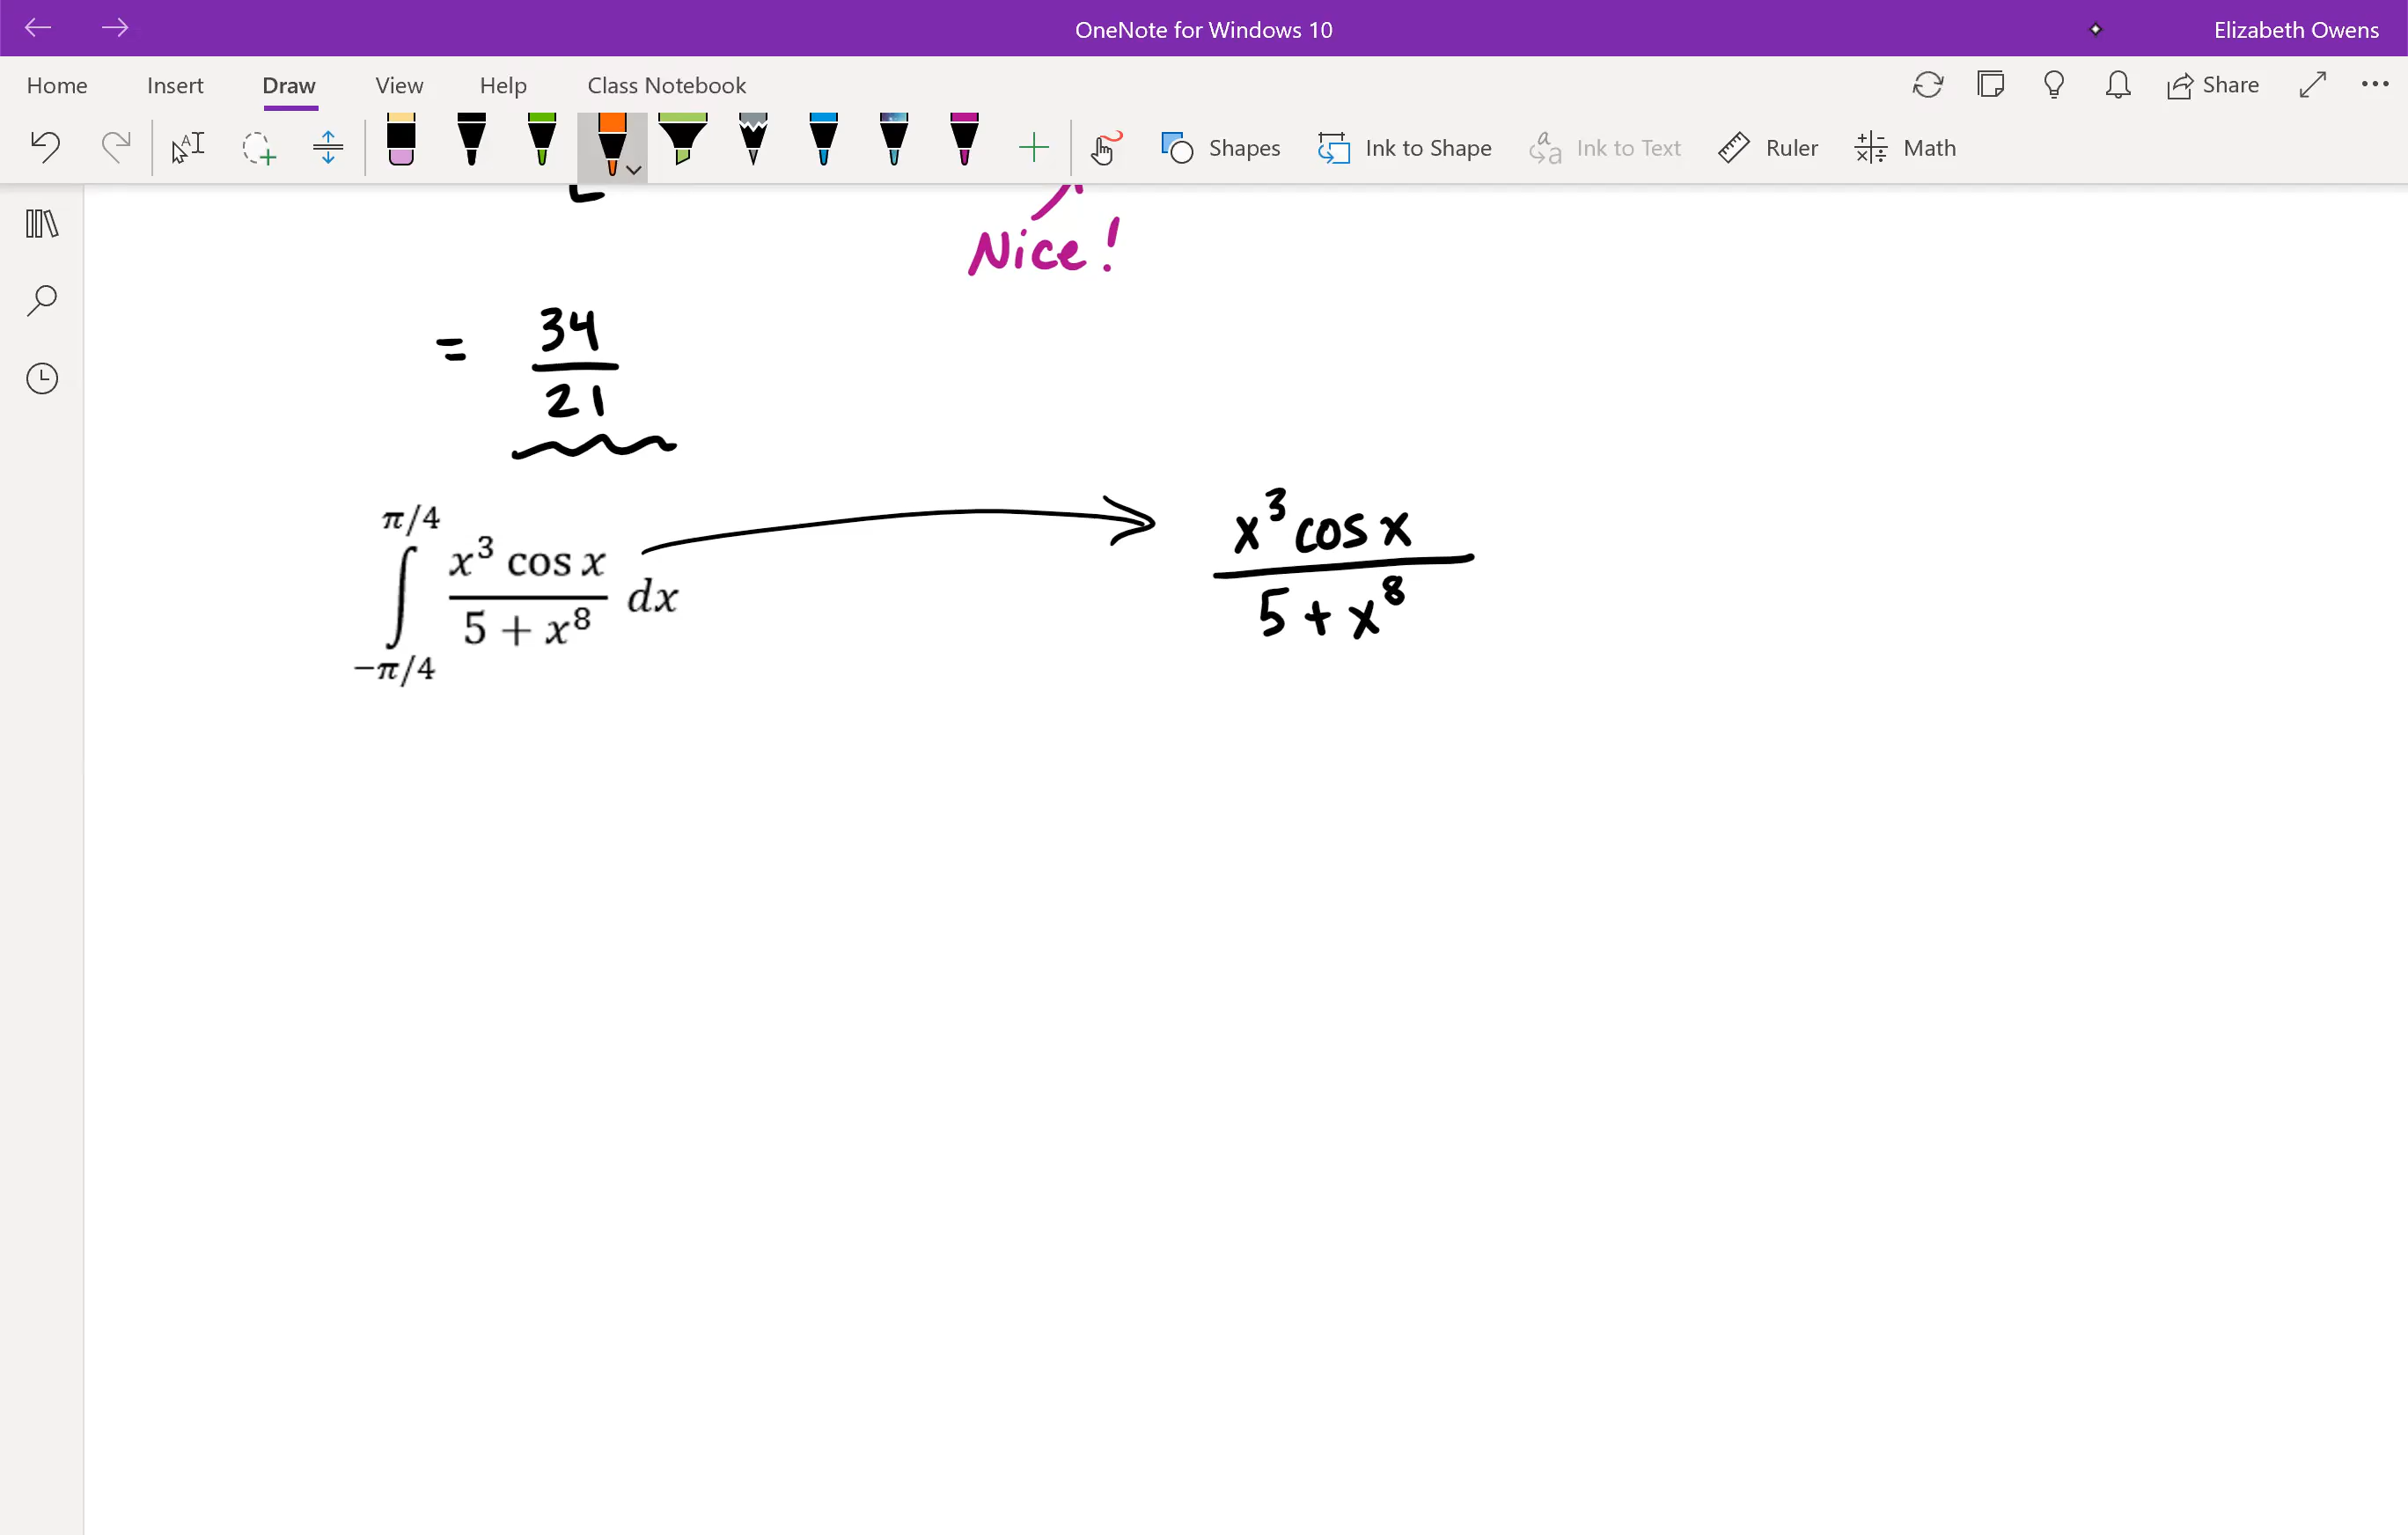 OneNote for Windows 10
Elizabeth Owens
Home Insert Draw View Help Class Notebook
Share
Shapes Ink to Shape Ink to Text Ruler Math
Nice!
= 34
21
π/4
∫ x³ cos x dx
5 + x⁸
−π/4
x³ cos x
5 + x⁸